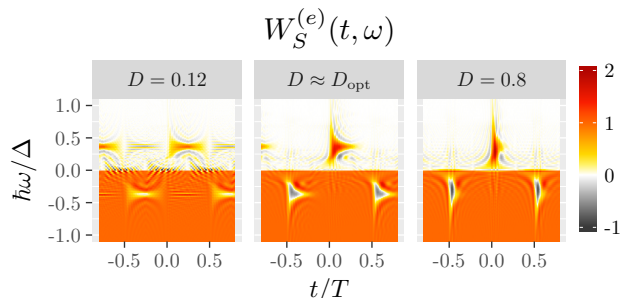 W_S^{(e)}(t, ω)
D = 0.12 D ≈ D_opt D = 0.8
ħω/Δ
1.0
0.5
0.0
-0.5
-1.0
-0.5 0.0 0.5 -0.5 0.0 0.5 -0.5 0.0 0.5
t/T
2
1
0
-1